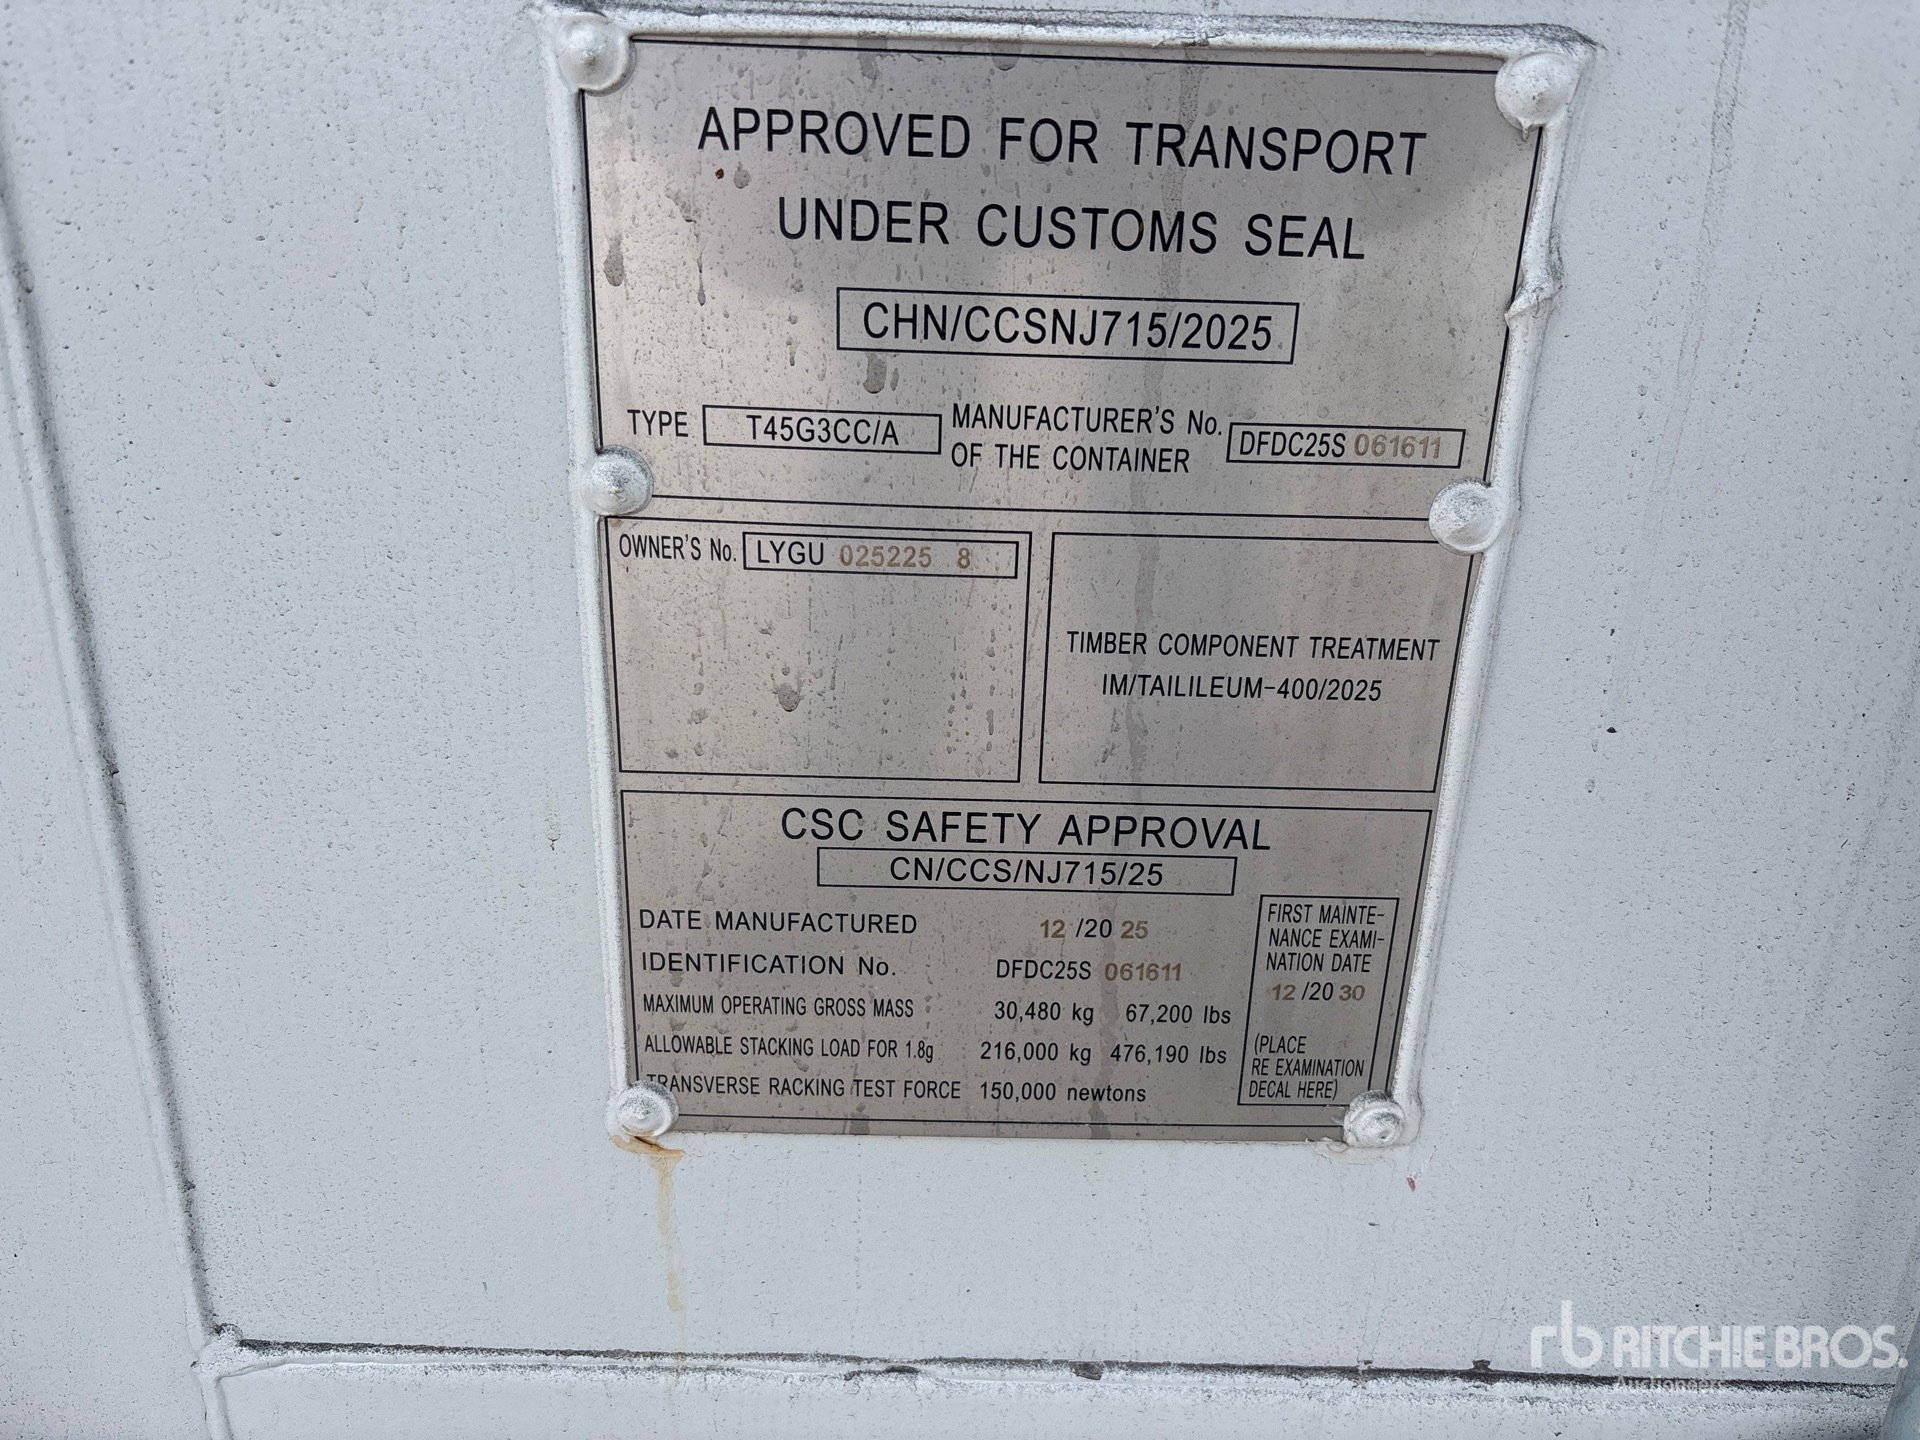 APPROVED FOR TRANSPORT
UNDER CUSTOMS SEAL
CHN/CCSNJ715/2025
TYPE T45G3CC/A MANUFACTURER'S No. OF THE CONTAINER DFDC25S 061611
OWNER'S No. LYGU 025225 8
TIMBER COMPONENT TREATMENT
IM/TAILILEUM-400/2025
CSC SAFETY APPROVAL
CN/CCS/NJ715/25
DATE MANUFACTURED 12 /20 25
IDENTIFICATION No. DFDC25S 061611
MAXIMUM OPERATING GROSS MASS 30,480 kg 67,200 lbs
ALLOWABLE STACKING LOAD FOR 1.8g 216,000 kg 476,190 lbs
TRANSVERSE RACKING TEST FORCE 150,000 newtons
FIRST MAINTE-
NANCE EXAMI-
NATION DATE
12 /20 30
(PLACE
RE EXAMINATION
DECAL HERE)
rb RITCHIE BROS.
Auctioneers